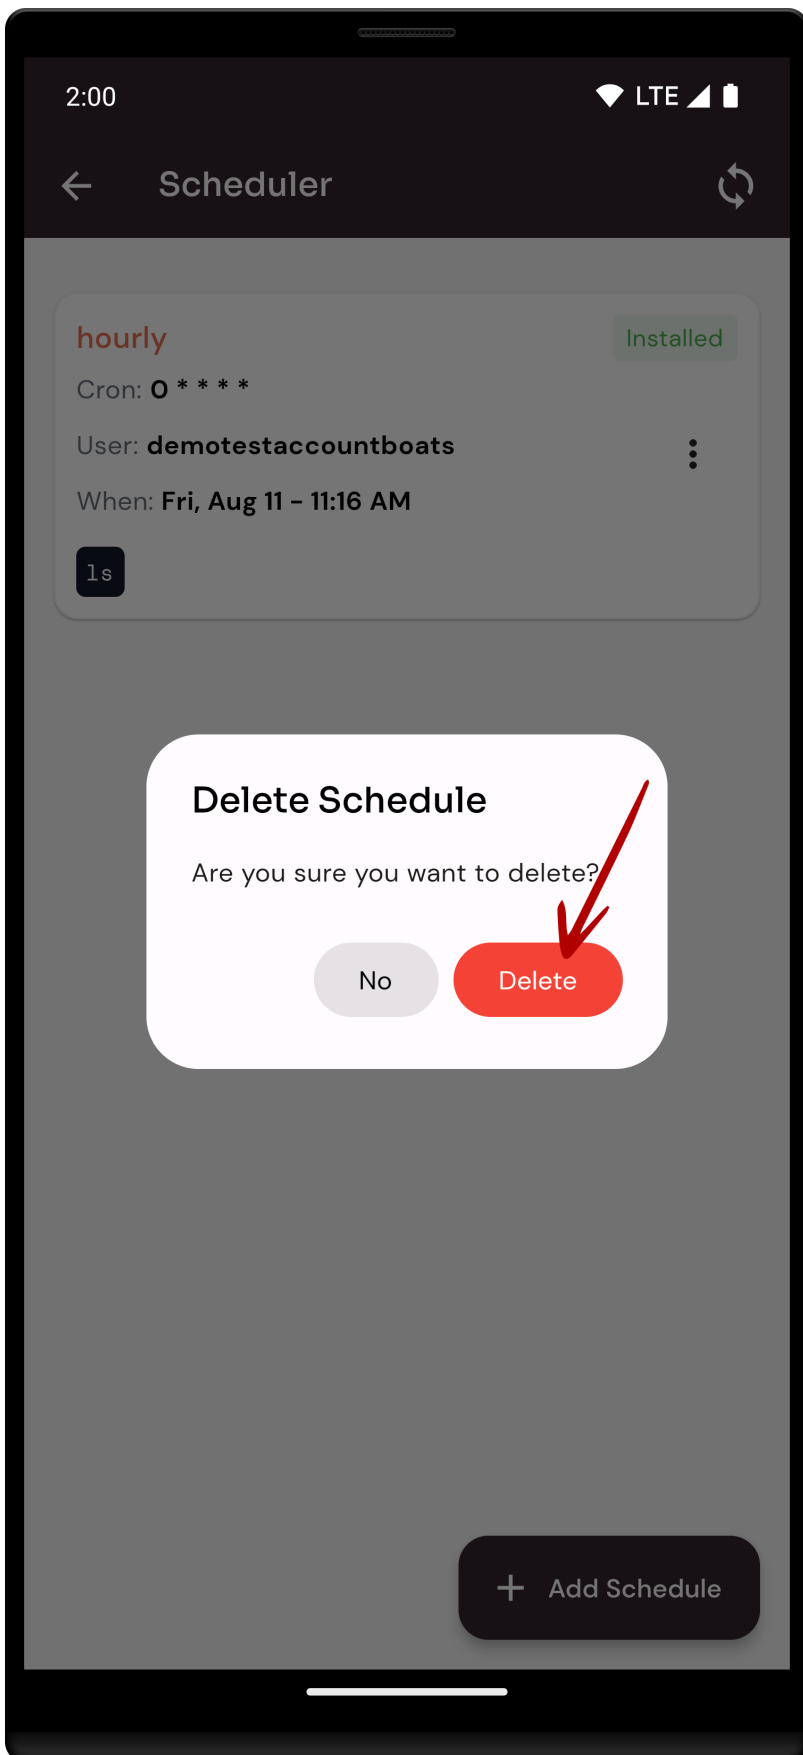 2:00 LTE
Scheduler
hourly Installed
Cron: 0 * * * *
User: demotestaccountboats
When: Fri, Aug 11 - 11:16 AM
ls
Delete Schedule
Are you sure you want to delete?
No Delete
+ Add Schedule